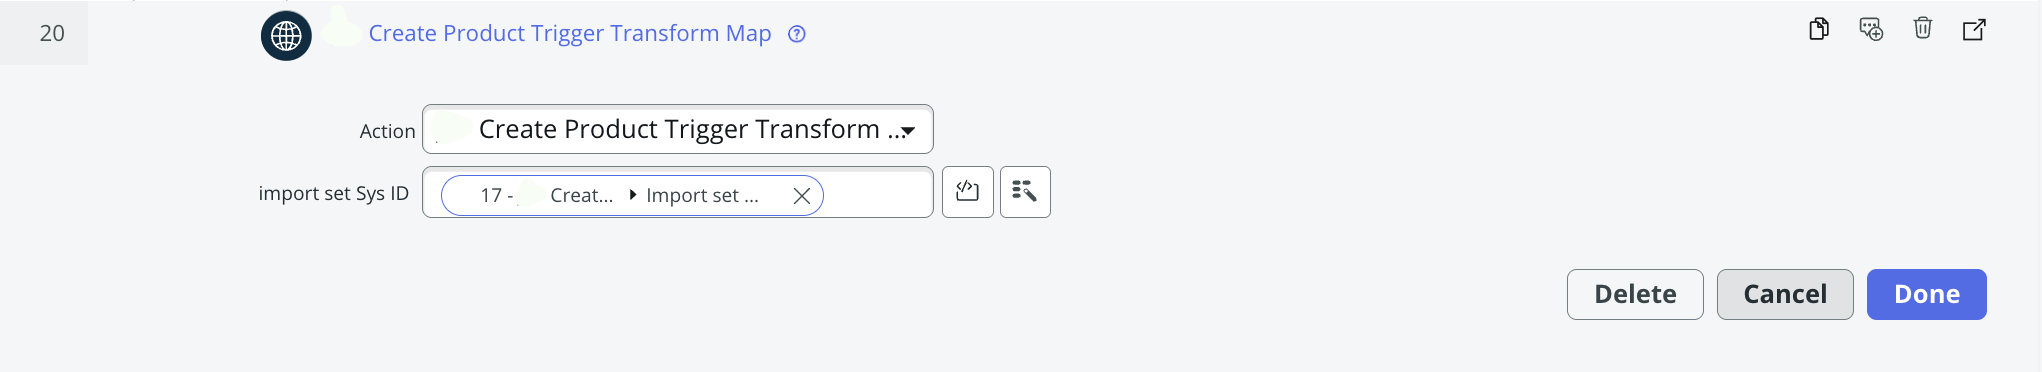 20 Create Product Trigger Transform Map ?
Action Create Product Trigger Transform ...
import set Sys ID 17 - Creat... Import set ...
Delete Cancel Done